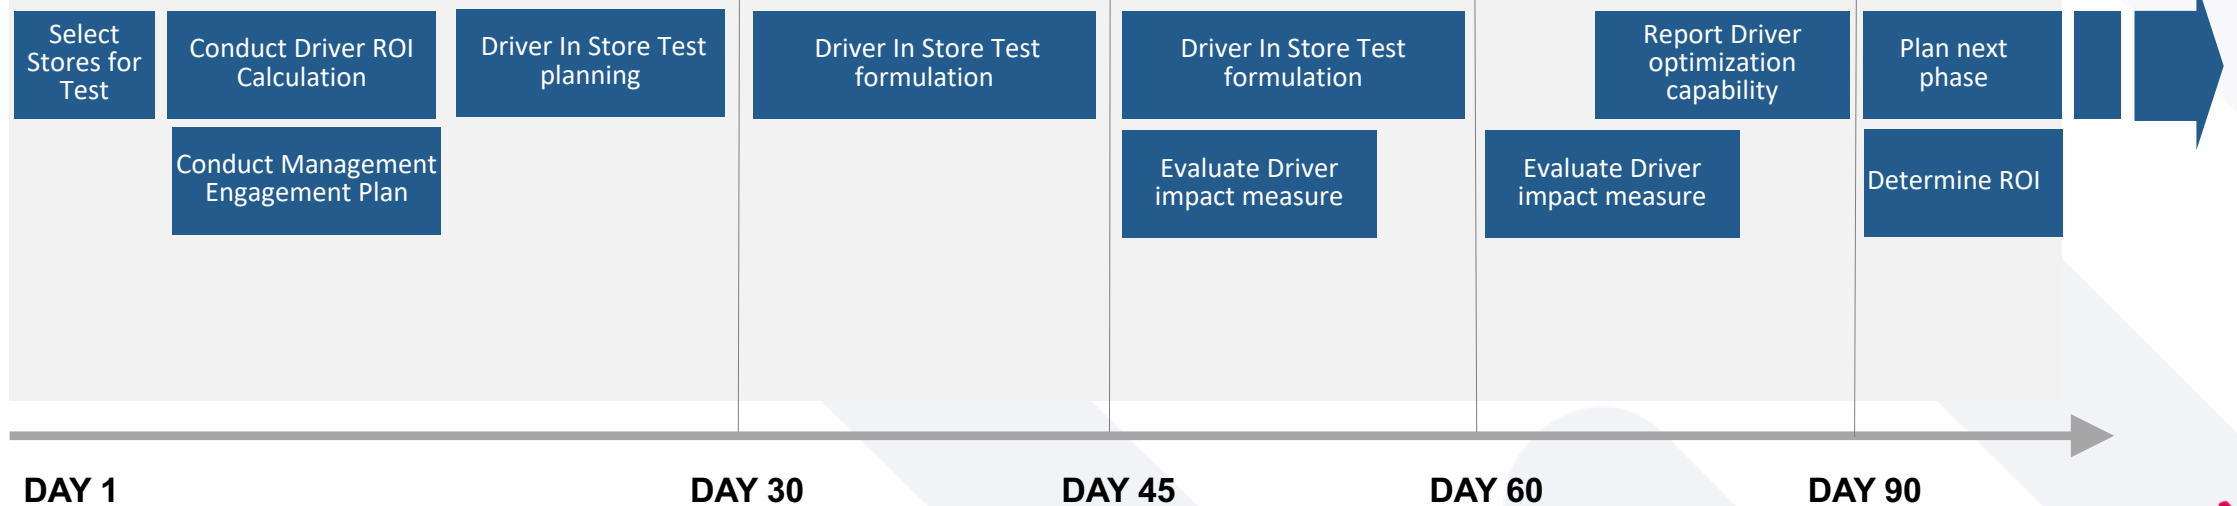 Select
Stores for
Test
Conduct Driver ROI
Calculation
Driver In Store Test
planning
Driver In Store Test
formulation
Driver In Store Test
formulation
Report Driver
optimization
capability
Plan next
phase
Conduct Management
Engagement Plan
Evaluate Driver
impact measure
Evaluate Driver
impact measure
Determine ROI
DAY 1
DAY 30
DAY 45
DAY 60
DAY 90